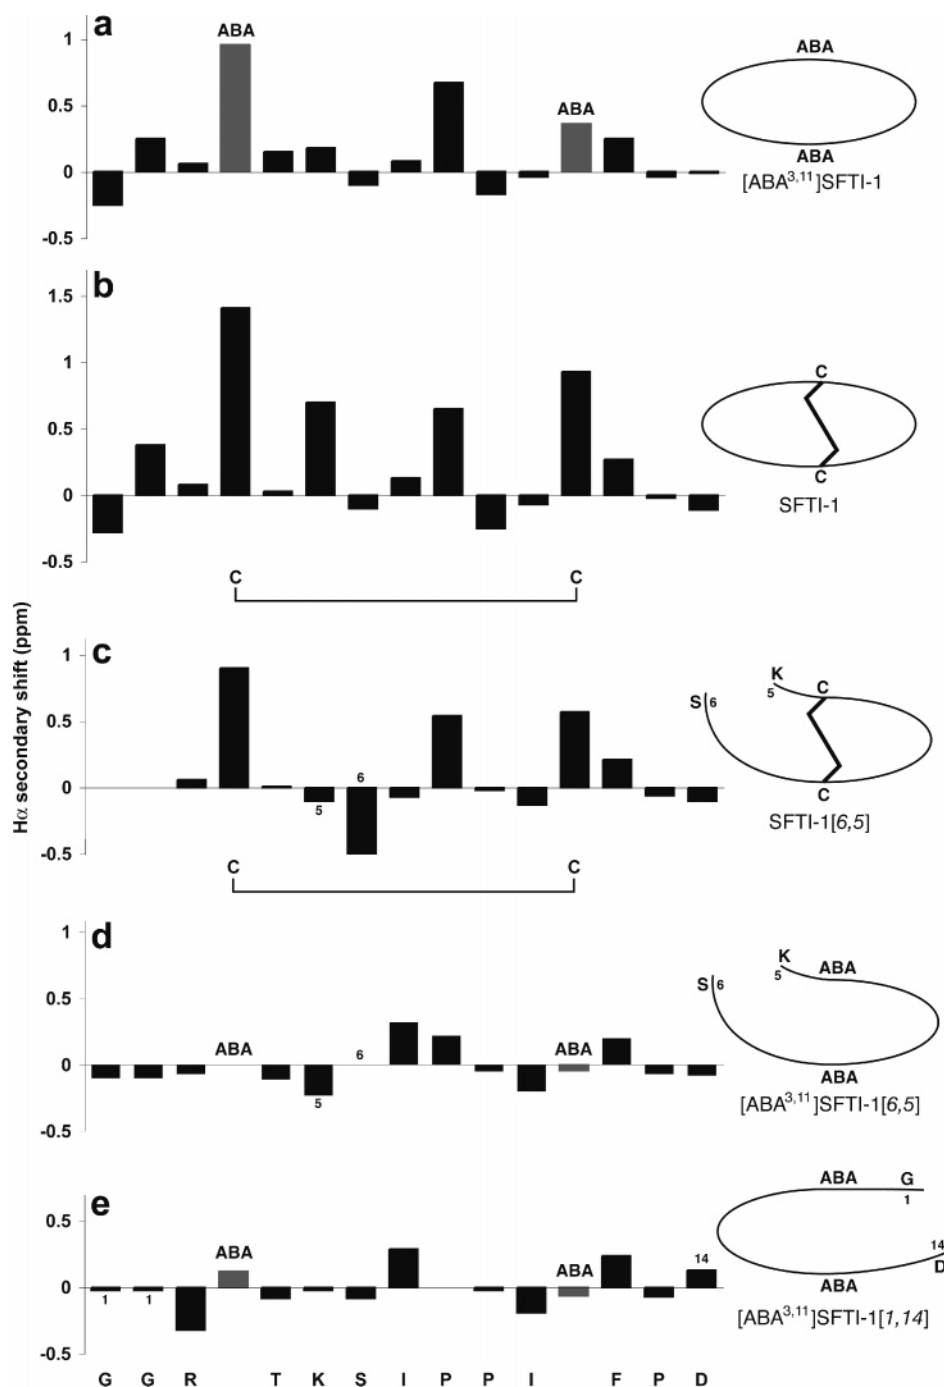 a
ABA
ABA
1
0.5
0
-0.5
ABA
ABA
[ABA3,11]SFTI-1
b
1.5
1
0.5
0
-0.5
C
C
SFTI-1
C C
Hα secondary shift (ppm)
c
1
0.5
0
-0.5
5
6
K
5
C
S 6
C
SFTI-1[6,5]
C C
d
1
0.5
0
-0.5
ABA
6
ABA
5
K
5
ABA
S 6
ABA
[ABA3,11]SFTI-1[6,5]
e
0.5
0
-0.5
1
1
ABA
ABA
14
ABA
G
1
14
D
ABA
[ABA3,11]SFTI-1[1,14]
G G R T K S I P P I F P D